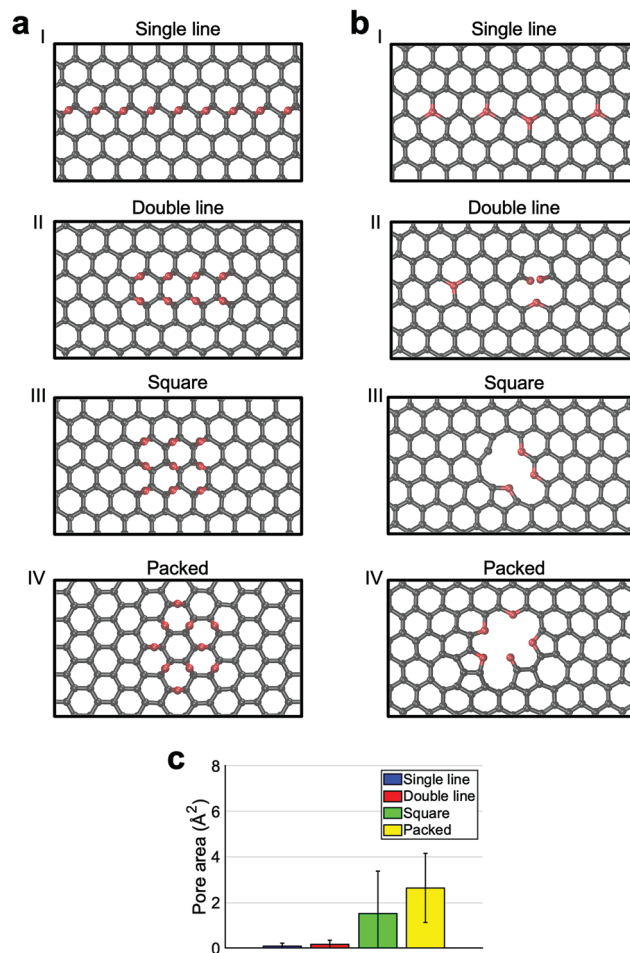 a
I
Single line
II
Double line
III
Square
IV
Packed
b
I
Single line
II
Double line
III
Square
IV
Packed
c
Pore area (Å²)
8
6
4
2
0
Single line
Double line
Square
Packed